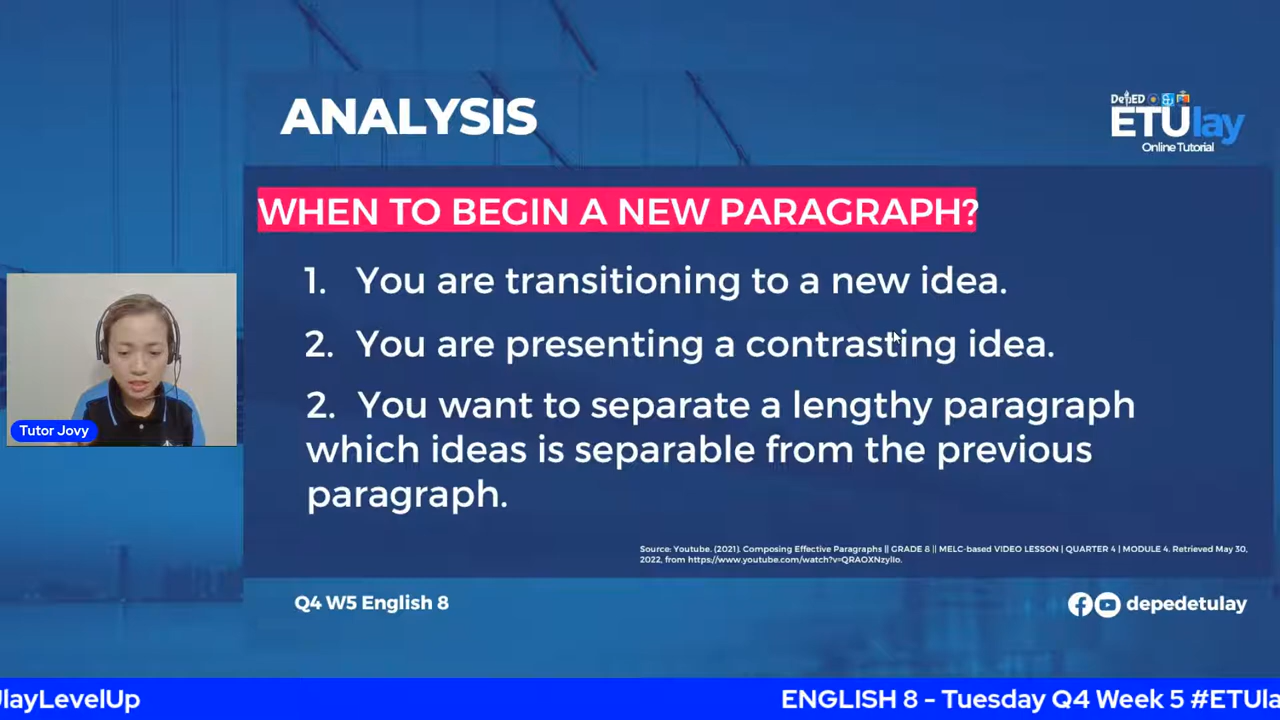 ANALYSIS
DepED
ETUlay
Online Tutorial
WHEN TO BEGIN A NEW PARAGRAPH?
1. You are transitioning to a new idea.
2. You are presenting a contrasting idea.
2. You want to separate a lengthy paragraph
which ideas is separable from the previous
paragraph.
Tutor Jovy
Source: Youtube. (2021). Composing Effective Paragraphs || GRADE 8 || MELC-based VIDEO LESSON | QUARTER 4 | MODULE 4. Retrieved May 30,
2022, from https://www.youtube.com/watch?v=QRAOXNzyIIo.
Q4 W5 English 8
depedetulay
UlayLevelUp
ENGLISH 8 - Tuesday Q4 Week 5 #ETUla